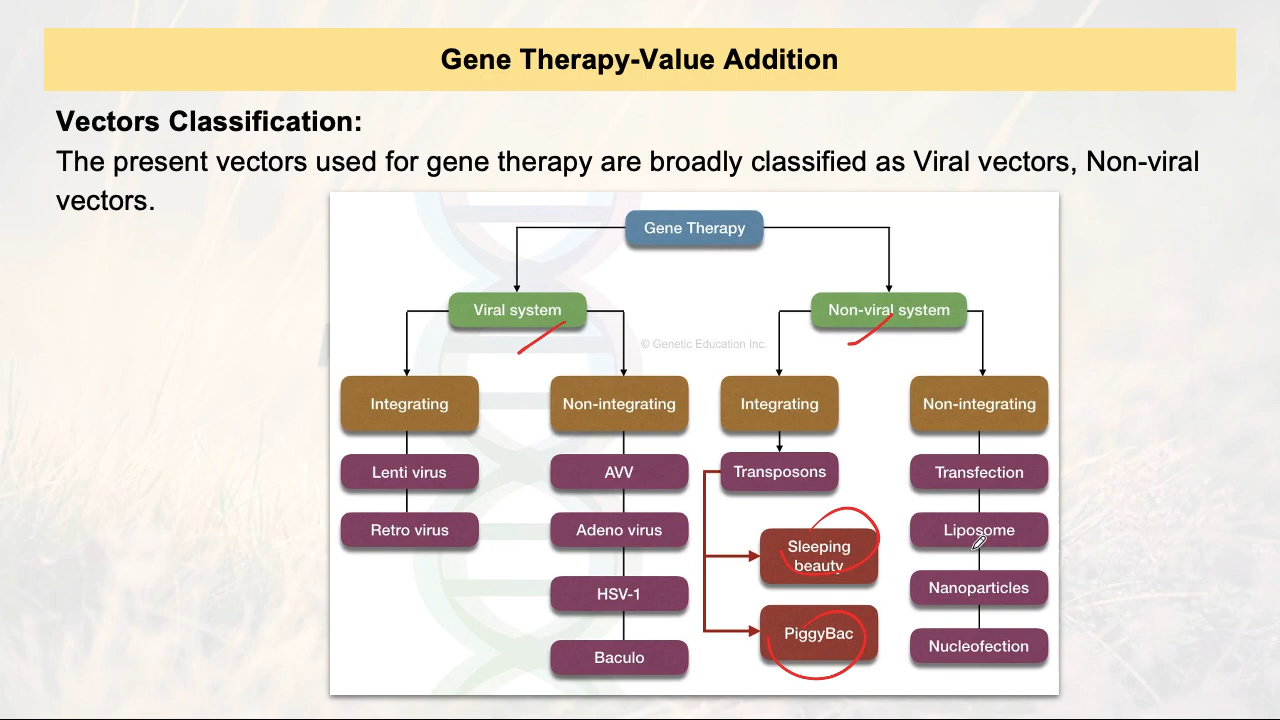 Gene Therapy-Value Addition
Vectors Classification:
The present vectors used for gene therapy are broadly classified as Viral vectors, Non-viral
vectors.
Gene Therapy
Viral system
Non-viral system
© Genetic Education Inc.
Integrating
Non-integrating
Integrating
Non-integrating
Lenti virus
AVV
Transposons
Transfection
Retro virus
Adeno virus
Sleeping
beauty
Liposome
HSV-1
Nanoparticles
PiggyBac
Baculo
Nucleofection